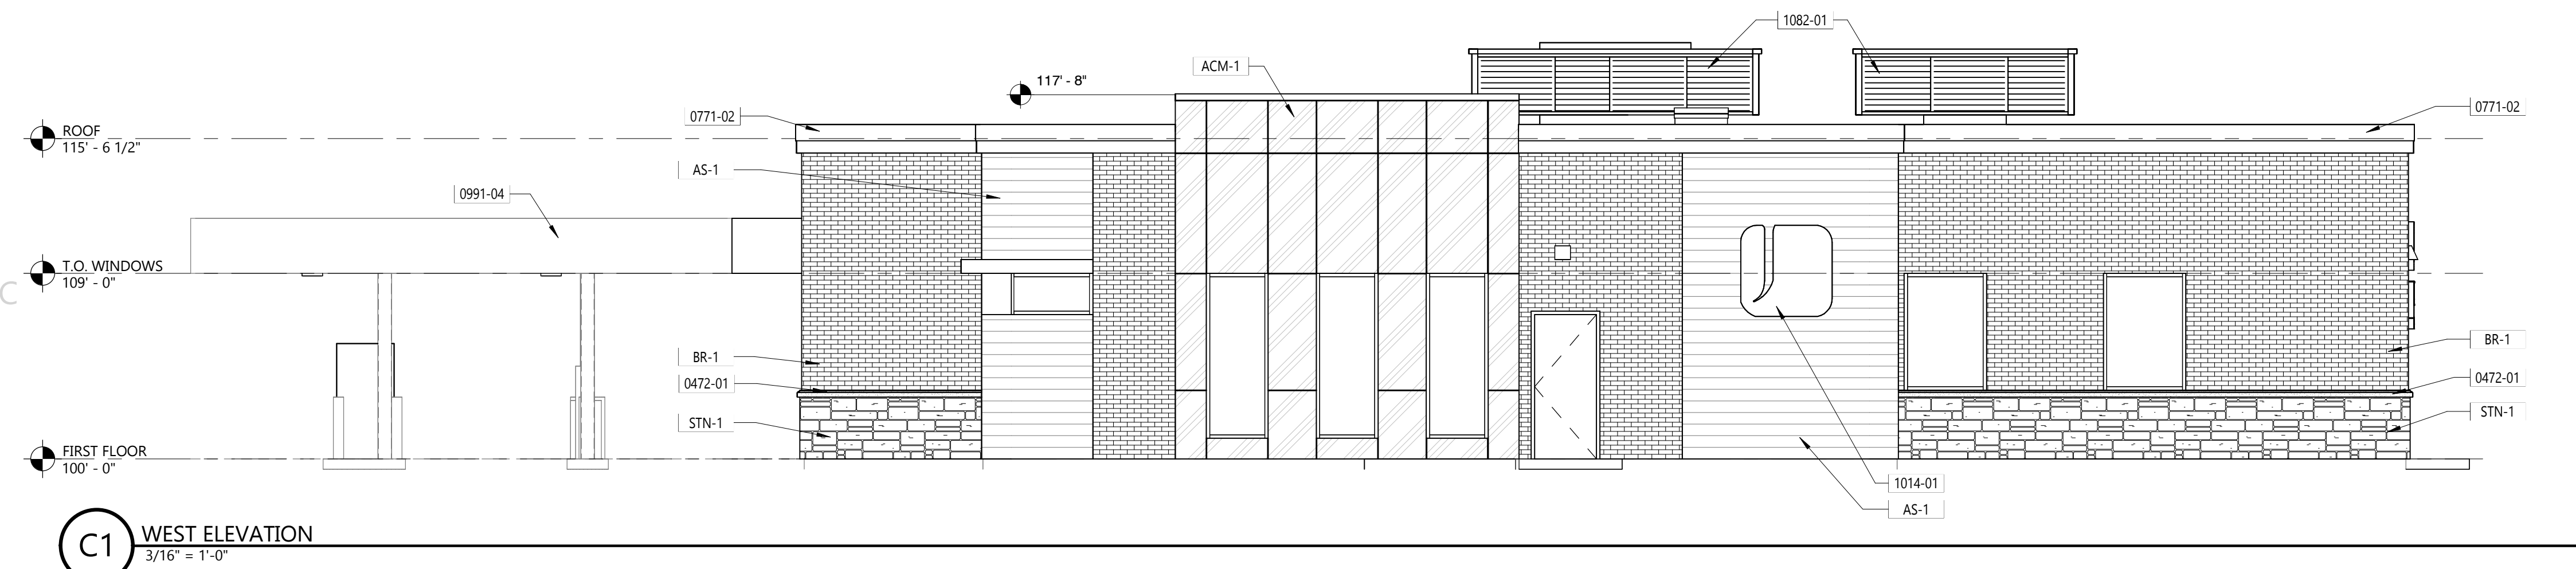 1082-01
ACM-1
117' - 8"
0771-02
0771-02
ROOF
115' - 6 1/2"
AS-1
0991-04
T.O. WINDOWS
109' - 0"
C
BR-1
BR-1
0472-01
0472-01
STN-1
STN-1
FIRST FLOOR
100' - 0"
1014-01
AS-1
C1
WEST ELEVATION
3/16" = 1'-0"